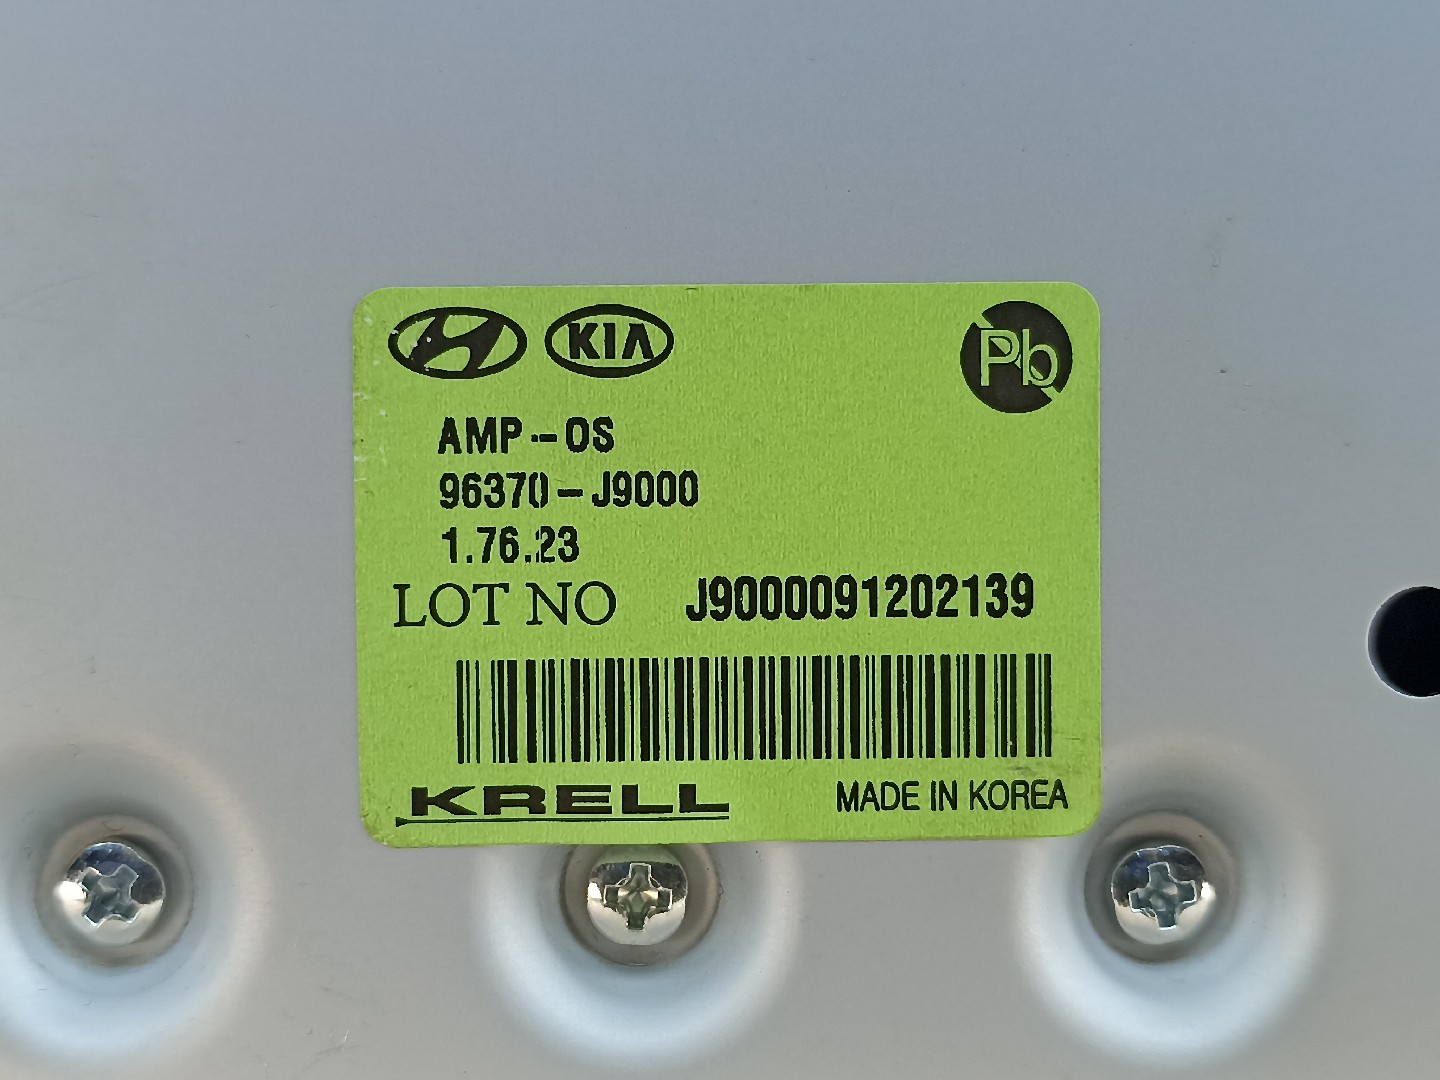 KIA
Pb
AMP-OS
96370-J9000
1.76.23
LOT NO J9000091202139
KRELL
MADE IN KOREA